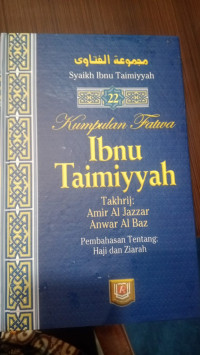 مجموعة الفتاوى
Syaikh Ibnu Taimiyyah
22
Kumpulan Fatwa
Ibnu
Taimiyyah
Takhrij:
Amir Al Jazzar
Anwar Al Baz
Pembahasan Tentang:
Haji dan Ziarah